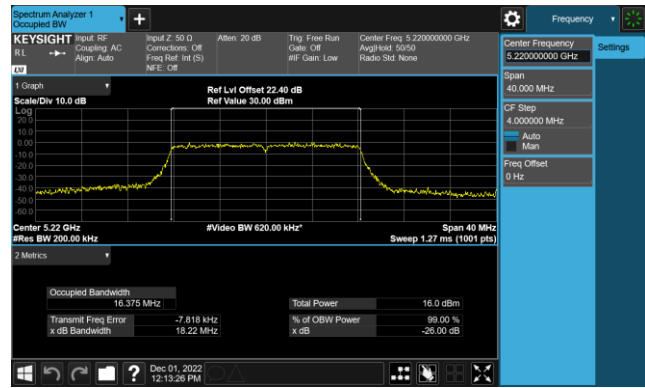 Spectrum Analyzer 1
Occupied BW
Frequency
KEYSIGHT
RL
LXI
Input: RF
Coupling: AC
Align: Auto
Input Z: 50 Ω
Corrections: Off
Freq Ref: Int (S)
NFE: Off
Atten: 20 dB
Trig: Free Run
Gate: Off
#IF Gain: Low
Center Freq: 5.220000000 GHz
Avg|Hold: 50/50
Radio Std: None
Center Frequency
5.220000000 GHz
Settings
Span
40.000 MHz
CF Step
4.000000 MHz
Auto
Man
Freq Offset
0 Hz
1 Graph
Scale/Div 10.0 dB
Ref Lvl Offset 22.40 dB
Ref Value 30.00 dBm
Log
20.0
10.0
0.00
-10.0
-20.0
-30.0
-40.0
-50.0
-60.0
Center 5.22 GHz
#Res BW 200.00 kHz
#Video BW 620.00 kHz*
Span 40 MHz
Sweep 1.27 ms (1001 pts)
2 Metrics
Occupied Bandwidth
16.375 MHz
Total Power 16.0 dBm
Transmit Freq Error -7.818 kHz
% of OBW Power 99.00 %
x dB Bandwidth 18.22 MHz
x dB -26.00 dB
?
Dec 01, 2022
12:13:26 PM